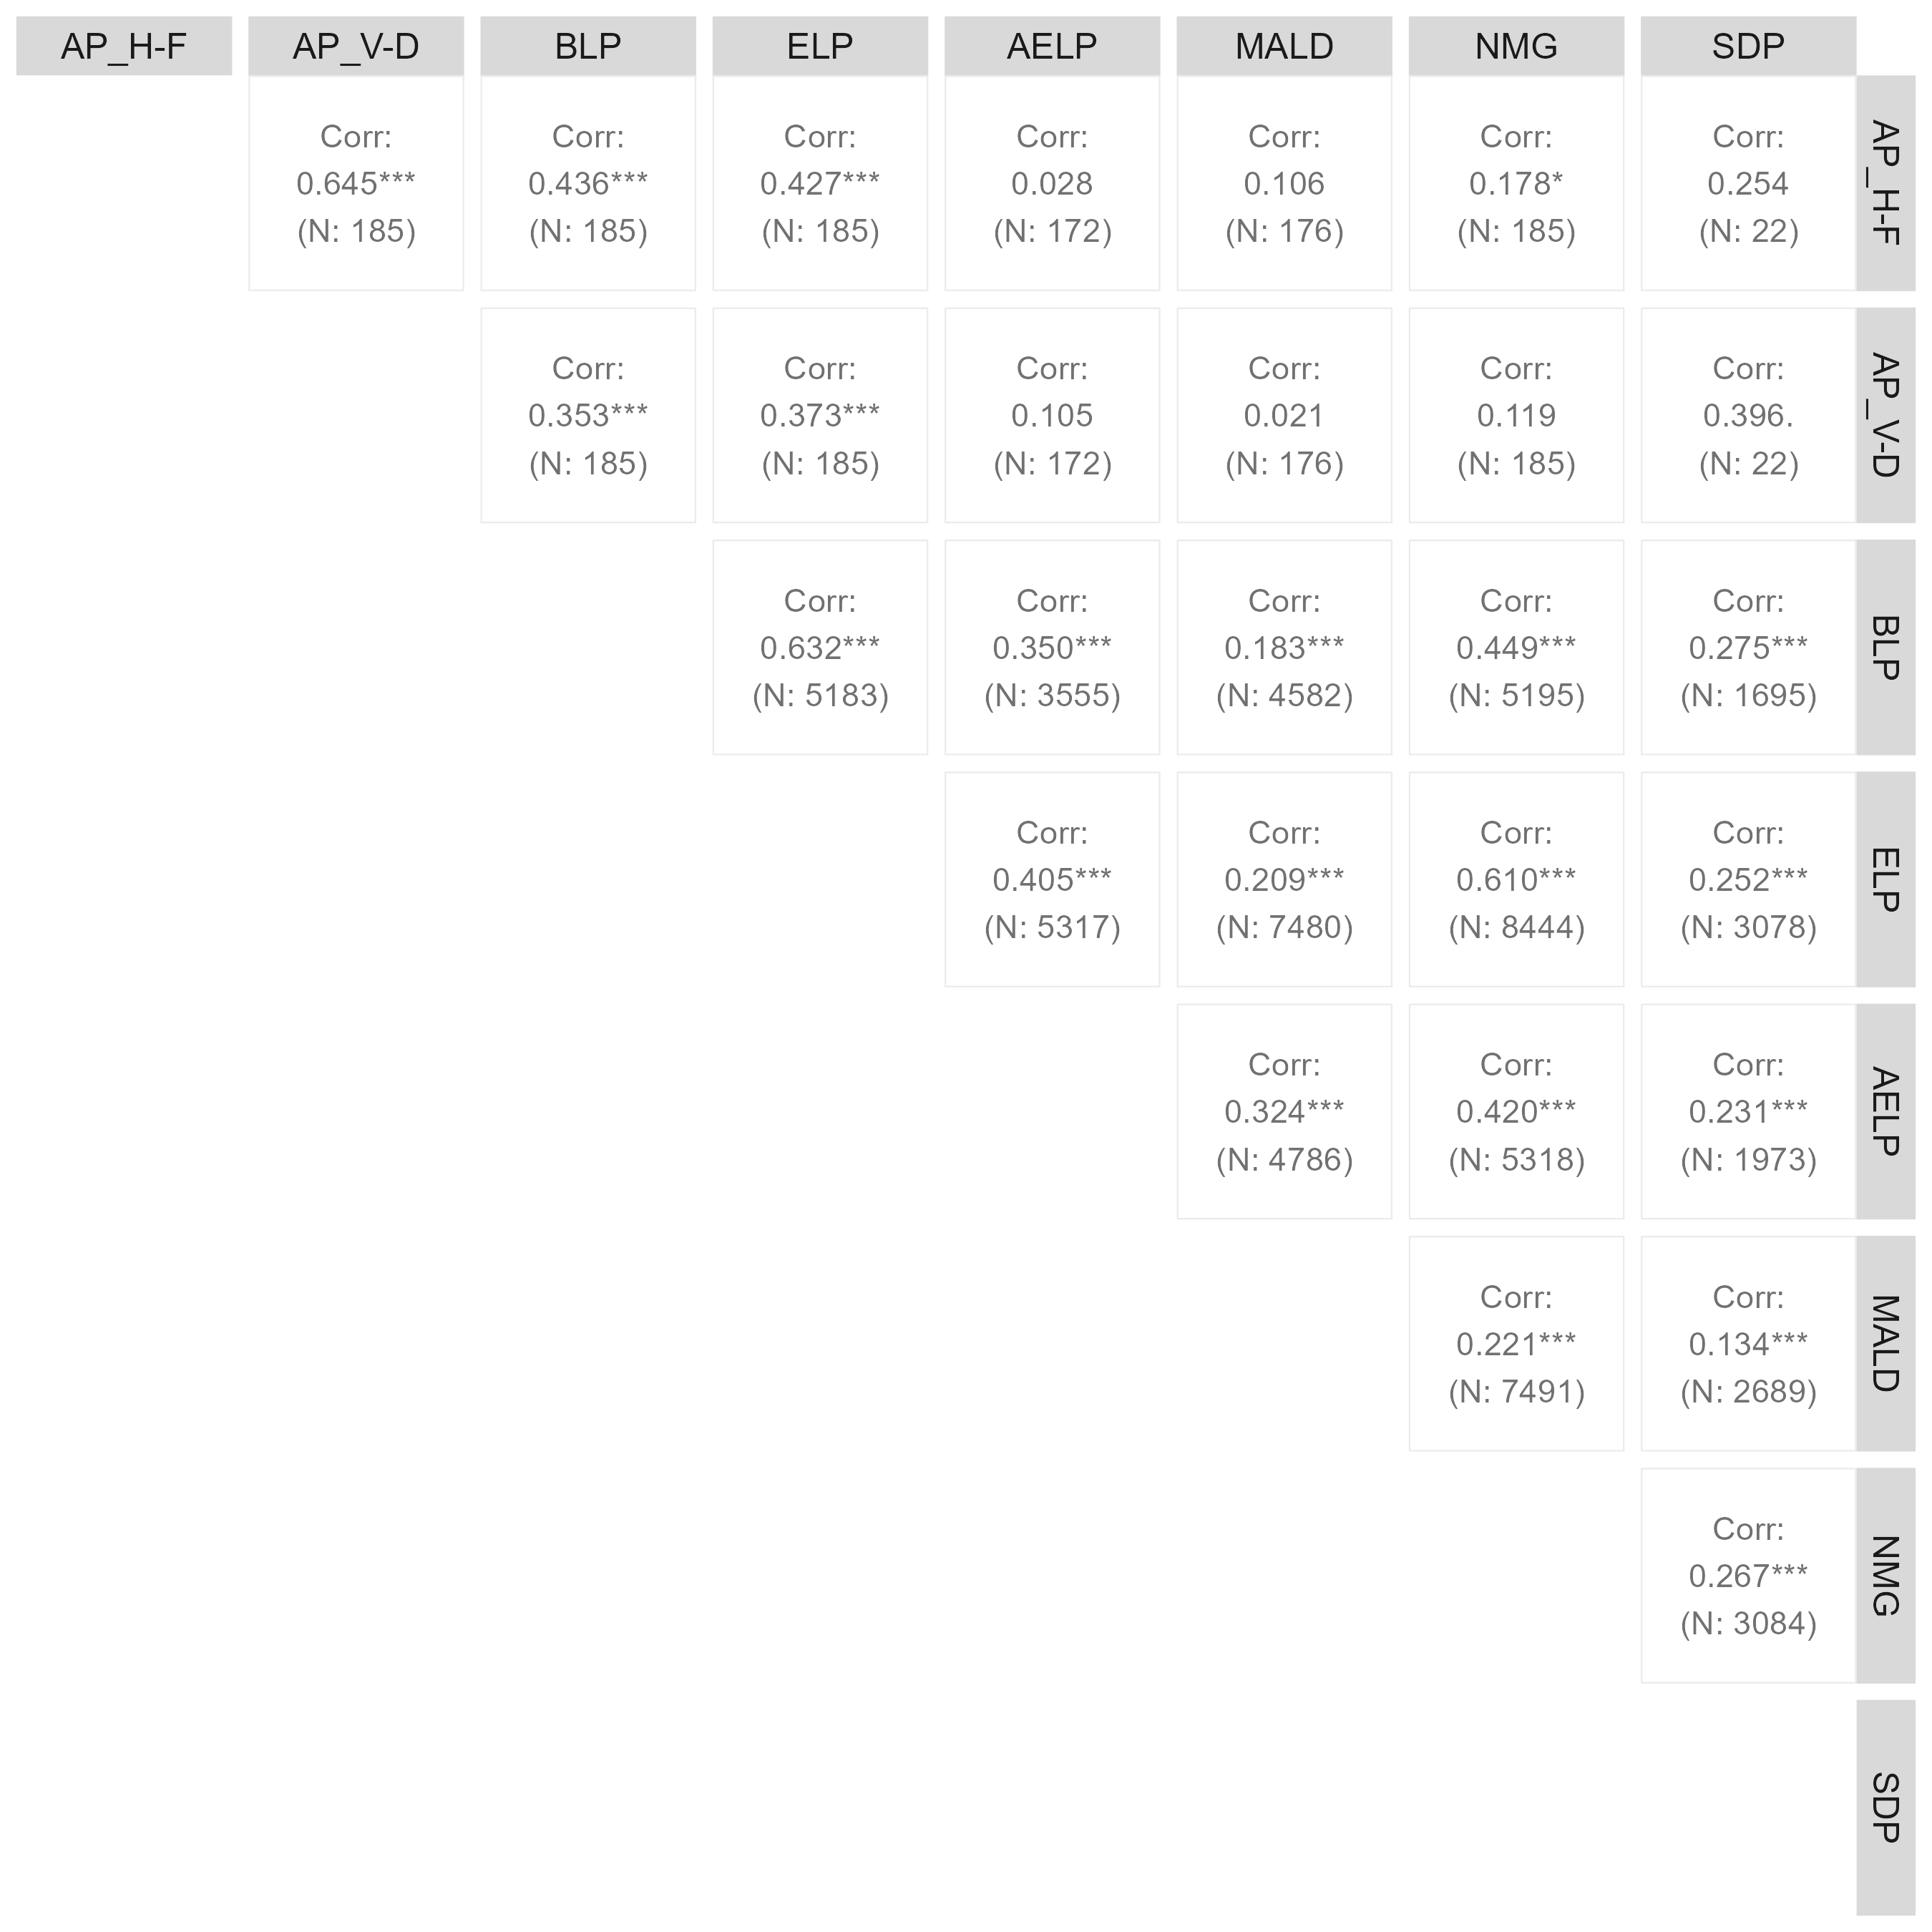 AP_H-F AP_V-D BLP ELP AELP MALD NMG SDP
Corr: Corr: Corr: Corr: Corr: Corr: Corr:
0.645*** 0.436*** 0.427*** 0.028 0.106 0.178* 0.254
(N: 185) (N: 185) (N: 185) (N: 172) (N: 176) (N: 185) (N: 22)
AP_H-F
Corr: Corr: Corr: Corr: Corr: Corr:
0.353*** 0.373*** 0.105 0.021 0.119 0.396.
(N: 185) (N: 185) (N: 172) (N: 176) (N: 185) (N: 22)
AP_V-D
Corr: Corr: Corr: Corr: Corr:
0.632*** 0.350*** 0.183*** 0.449*** 0.275***
(N: 5183) (N: 3555) (N: 4582) (N: 5195) (N: 1695)
BLP
Corr: Corr: Corr: Corr:
0.405*** 0.209*** 0.610*** 0.252***
(N: 5317) (N: 7480) (N: 8444) (N: 3078)
ELP
Corr: Corr: Corr:
0.324*** 0.420*** 0.231***
(N: 4786) (N: 5318) (N: 1973)
AELP
Corr: Corr:
0.221*** 0.134***
(N: 7491) (N: 2689)
MALD
Corr:
0.267***
(N: 3084)
NMG
SDP